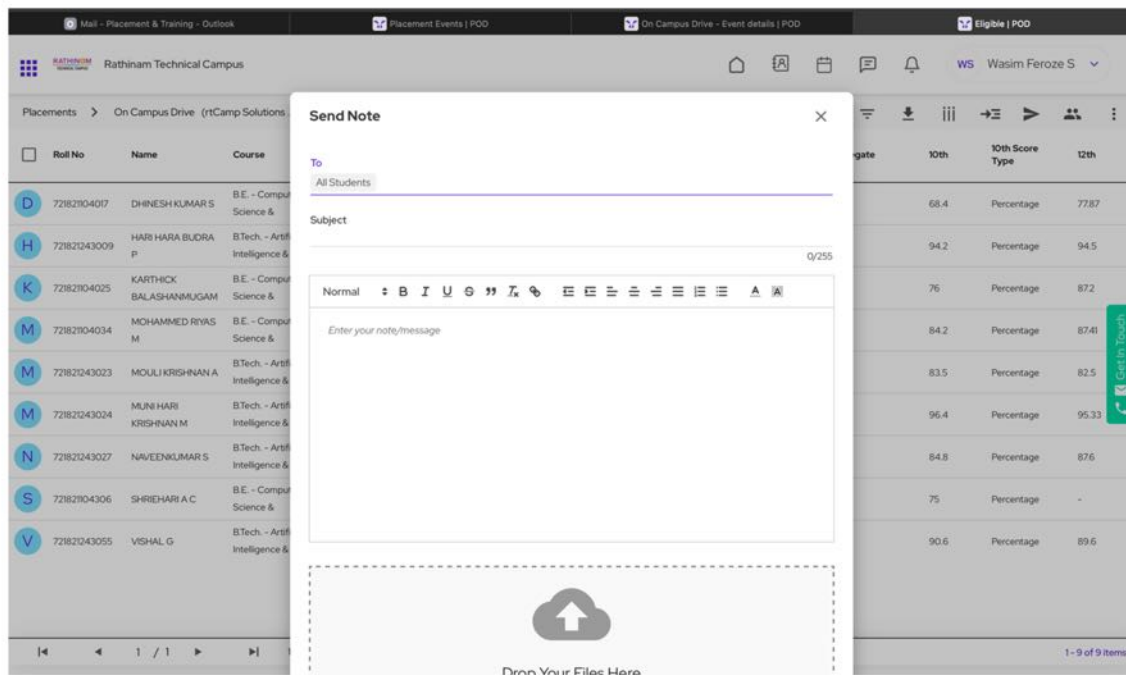 Mail - Placement & Training - Outlook
Placement Events | POD
On Campus Drive - Event details | POD
Eligible | POD
RATHINAM
TECHNICAL CAMPUS
Rathinam Technical Campus
WS
Wasim Feroze S
Placements
On Campus Drive (rtCamp Solutions
Send Note
To
All Students
Subject
0/255
Normal
Enter your note/message
Drop Your Files Here
Roll No Name Course gate 10th 10th Score Type 12th
D 721821104017 DHINESH KUMAR S B.E. - Comput 68.4 Percentage 77.87
Science &
H 721821243009 HARI HARA BUDRA P B.Tech. - Artifi 94.2 Percentage 94.5
Intelligence &
K 721821104025 KARTHICK BALASHANMUGAM B.E. - Comput 76 Percentage 87.2
Science &
M 721821104034 MOHAMMED RIYAS M B.E. - Comput 84.2 Percentage 87.41
Science &
M 721821243023 MOULI KRISHNAN A B.Tech. - Artifi 83.5 Percentage 82.5
Intelligence &
M 721821243024 MUNI HARI KRISHNAN M B.Tech. - Artifi 96.4 Percentage 95.33
Intelligence &
N 721821243027 NAVEENKUMAR S B.Tech. - Artifi 84.8 Percentage 87.6
Intelligence &
S 721821104306 SHRIEHARI A C B.E. - Comput 75 Percentage -
Science &
V 721821243055 VISHAL G B.Tech. - Artifi 90.6 Percentage 89.6
Intelligence &
Get In Touch
1 / 1
1 - 9 of 9 items